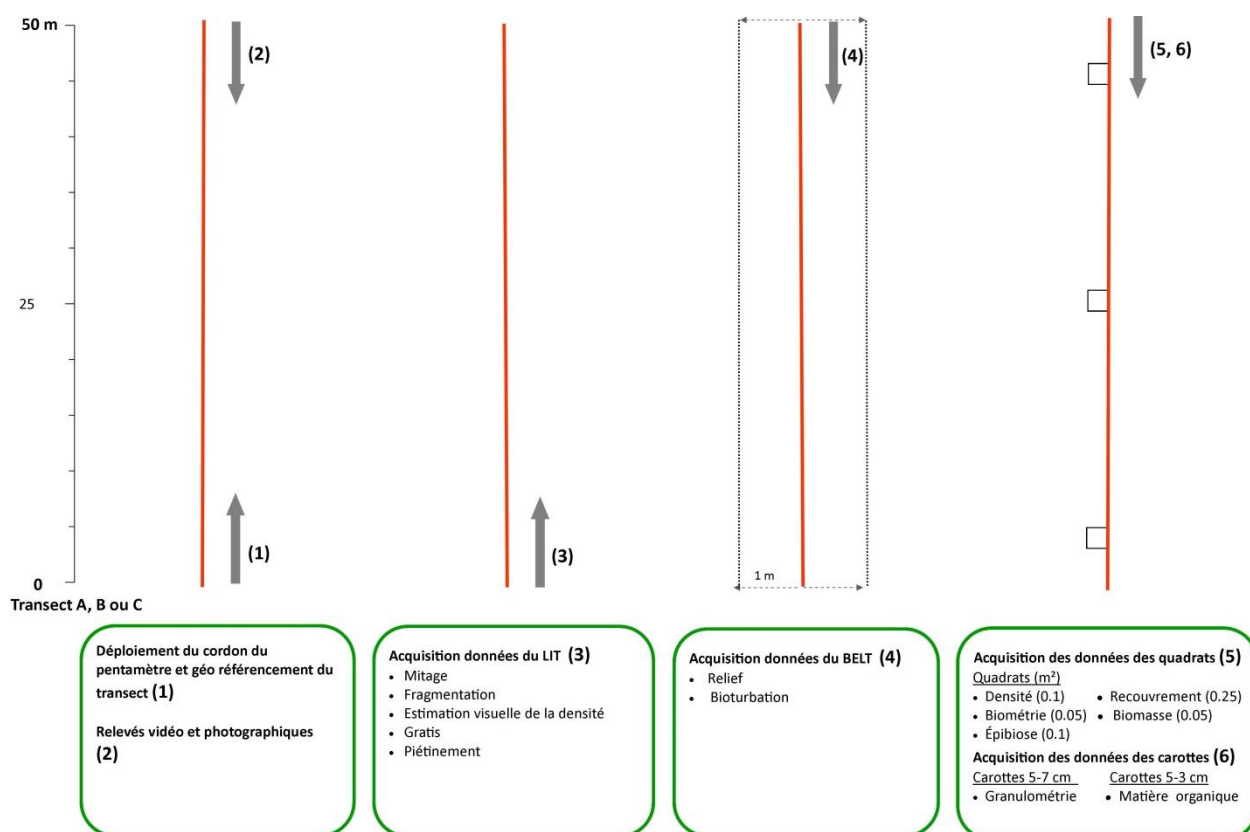 50 m
(2)
(4)
(5, 6)
25
(1)
(3)
1 m
0
Transect A, B ou C
Déploiement du cordon du
pentamètre et géo référencement du
transect (1)
Relevés vidéo et photographiques
(2)
Acquisition données du LIT (3)
• Mitage
• Fragmentation
• Estimation visuelle de la densité
• Gratis
• Piétinement
Acquisition données du BELT (4)
• Relief
• Bioturbation
Acquisition des données des quadrats (5)
Quadrats (m²)
• Densité (0.1) • Recouvrement (0.25)
• Biométrie (0.05) • Biomasse (0.05)
• Épibiose (0.1)
Acquisition des données des carottes (6)
Carottes 5-7 cm Carottes 5-3 cm
• Granulométrie • Matière organique